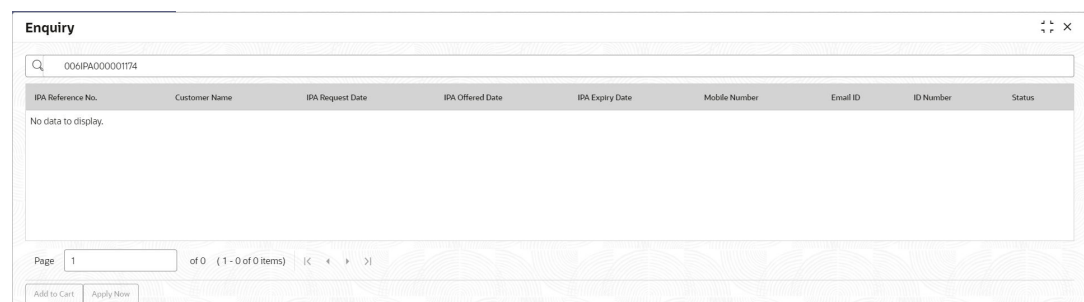 Enquiry
006IPA000001174
IPA Reference No. Customer Name IPA Request Date IPA Offered Date IPA Expiry Date Mobile Number Email ID ID Number Status
No data to display.
Page 1 of 0 ( 1 - 0 of 0 items)
Add to Cart Apply Now